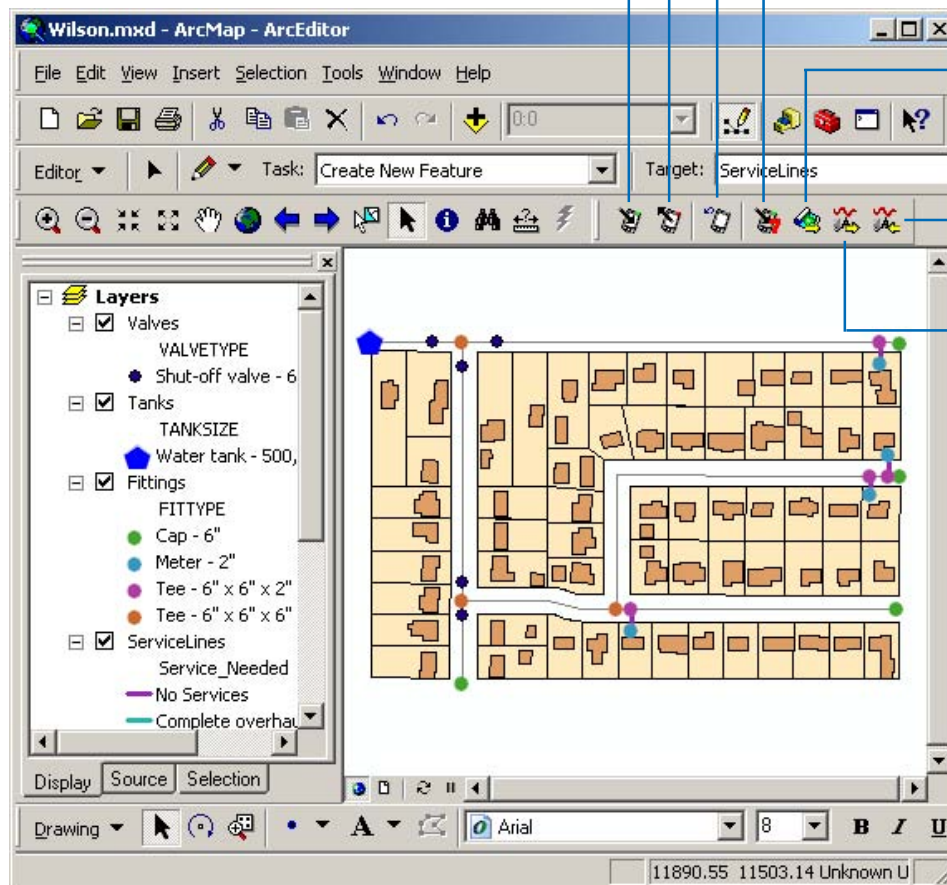 Wilson.mxd - ArcMap - ArcEditor
File Edit View Insert Selection Tools Window Help
0:0
Editor Task: Create New Feature Target: ServiceLines
Layers
Valves
VALVETYPE
Shut-off valve - 6
Tanks
TANKSIZE
Water tank - 500,
Fittings
FITTYPE
Cap - 6"
Meter - 2"
Tee - 6" x 6" x 2"
Tee - 6" x 6" x 6"
ServiceLines
Service_Needed
No Services
Complete overhau
Display Source Selection
Drawing A Arial 8 B I U
11890.55 11503.14 Unknown U